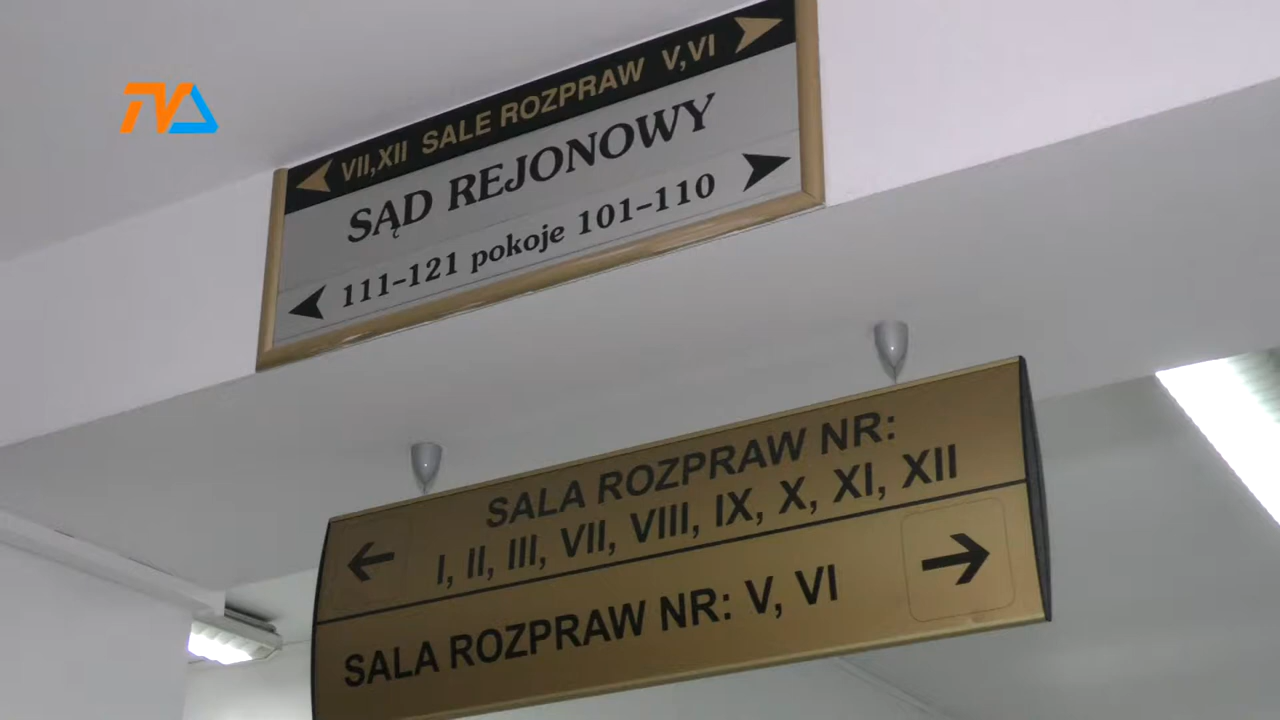 TVA
VII,XII SALE ROZPRAW V,VI
SĄD REJONOWY
111-121 pokoje 101-110
SALA ROZPRAW NR:
I, II, III, VII, VIII, IX, X, XI, XII
SALA ROZPRAW NR: V, VI